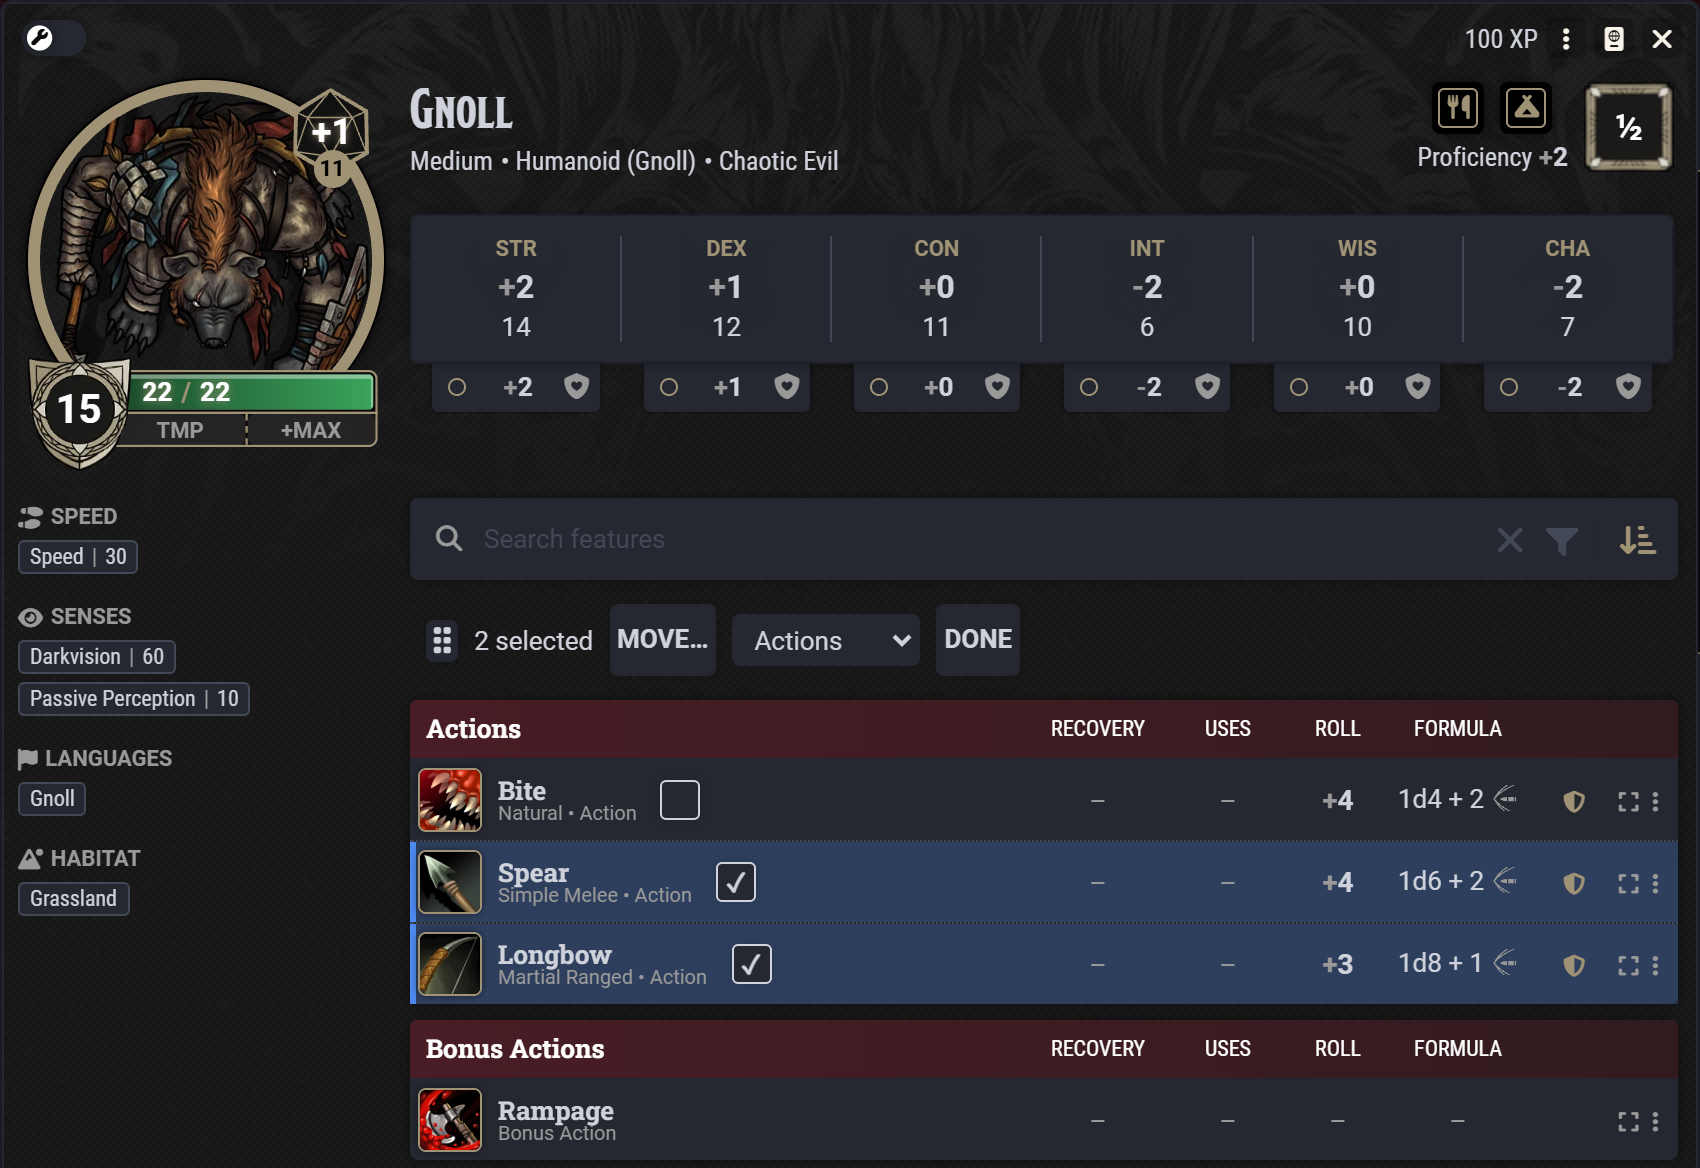 100 XP
+1
11
Gnoll
Medium • Humanoid (Gnoll) • Chaotic Evil
Proficiency +2
½
STR DEX CON INT WIS CHA
+2 +1 +0 -2 +0 -2
14 12 11 6 10 7
+2 +1 +0 -2 +0 -2
15
22 / 22
TMP +MAX
SPEED
Speed | 30
SENSES
Darkvision | 60
Passive Perception | 10
LANGUAGES
Gnoll
HABITAT
Grassland
Search features
2 selected MOVE... Actions DONE
Actions RECOVERY USES ROLL FORMULA
Bite
Natural • Action
– – +4 1d4 + 2
Spear
Simple Melee • Action
– – +4 1d6 + 2
Longbow
Martial Ranged • Action
– – +3 1d8 + 1
Bonus Actions RECOVERY USES ROLL FORMULA
Rampage
Bonus Action
– – – –